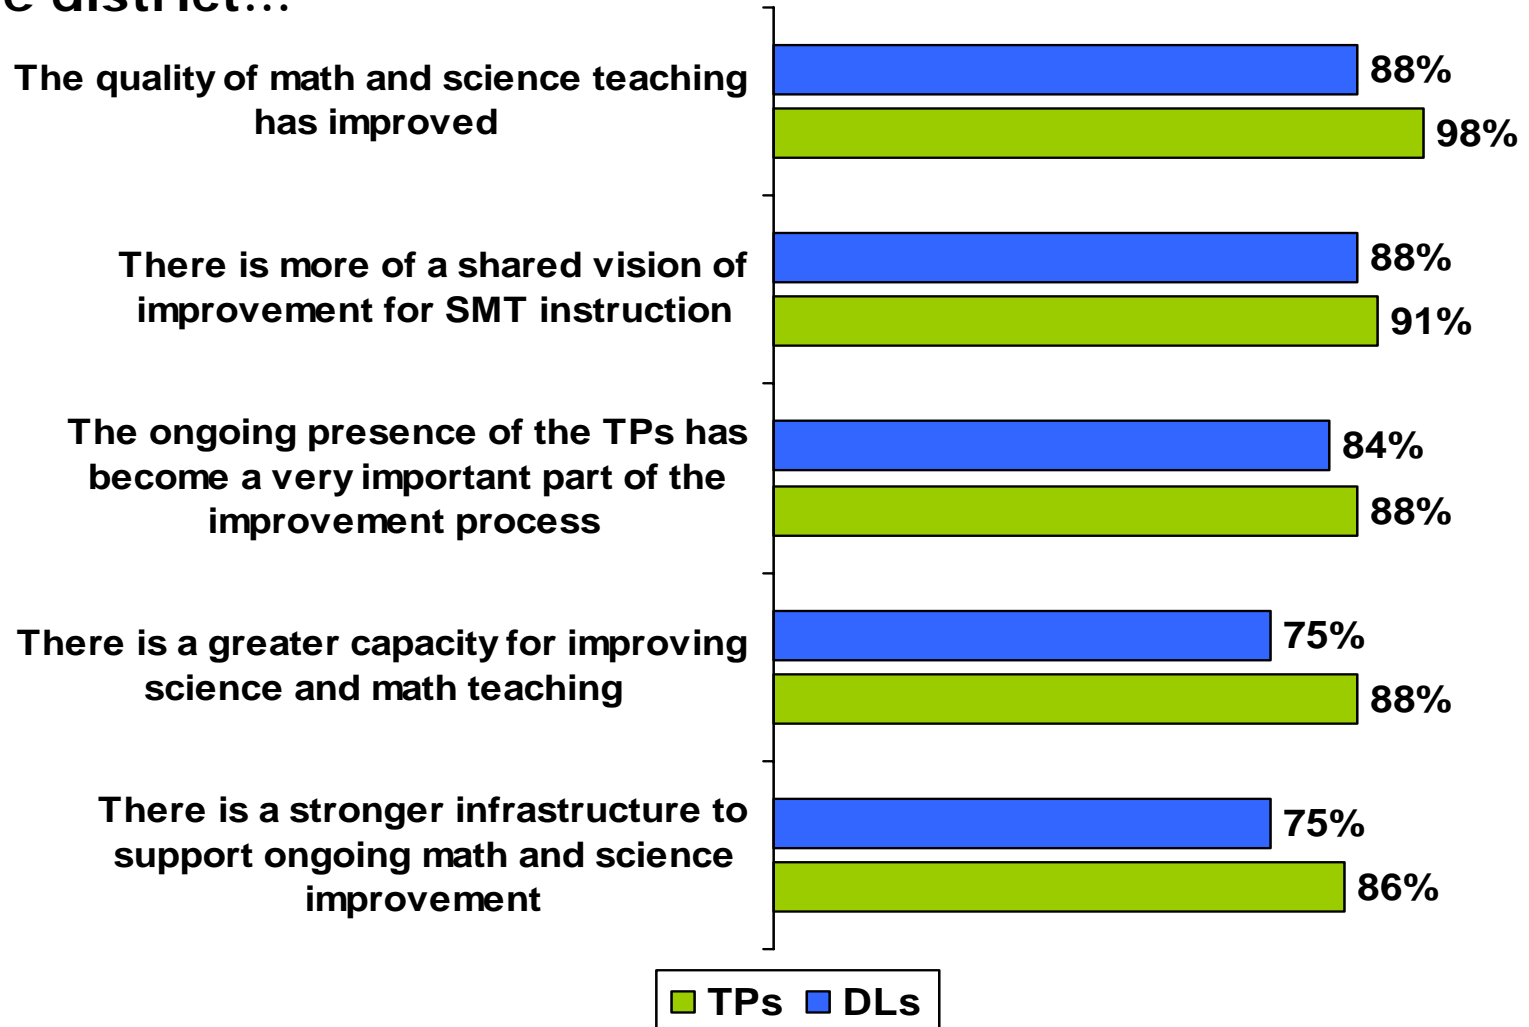 e district...
The quality of math and science teaching
has improved
88%
98%
There is more of a shared vision of
improvement for SMT instruction
88%
91%
The ongoing presence of the TPs has
become a very important part of the
improvement process
84%
88%
There is a greater capacity for improving
science and math teaching
75%
88%
There is a stronger infrastructure to
support ongoing math and science
improvement
75%
86%
TPs DLs